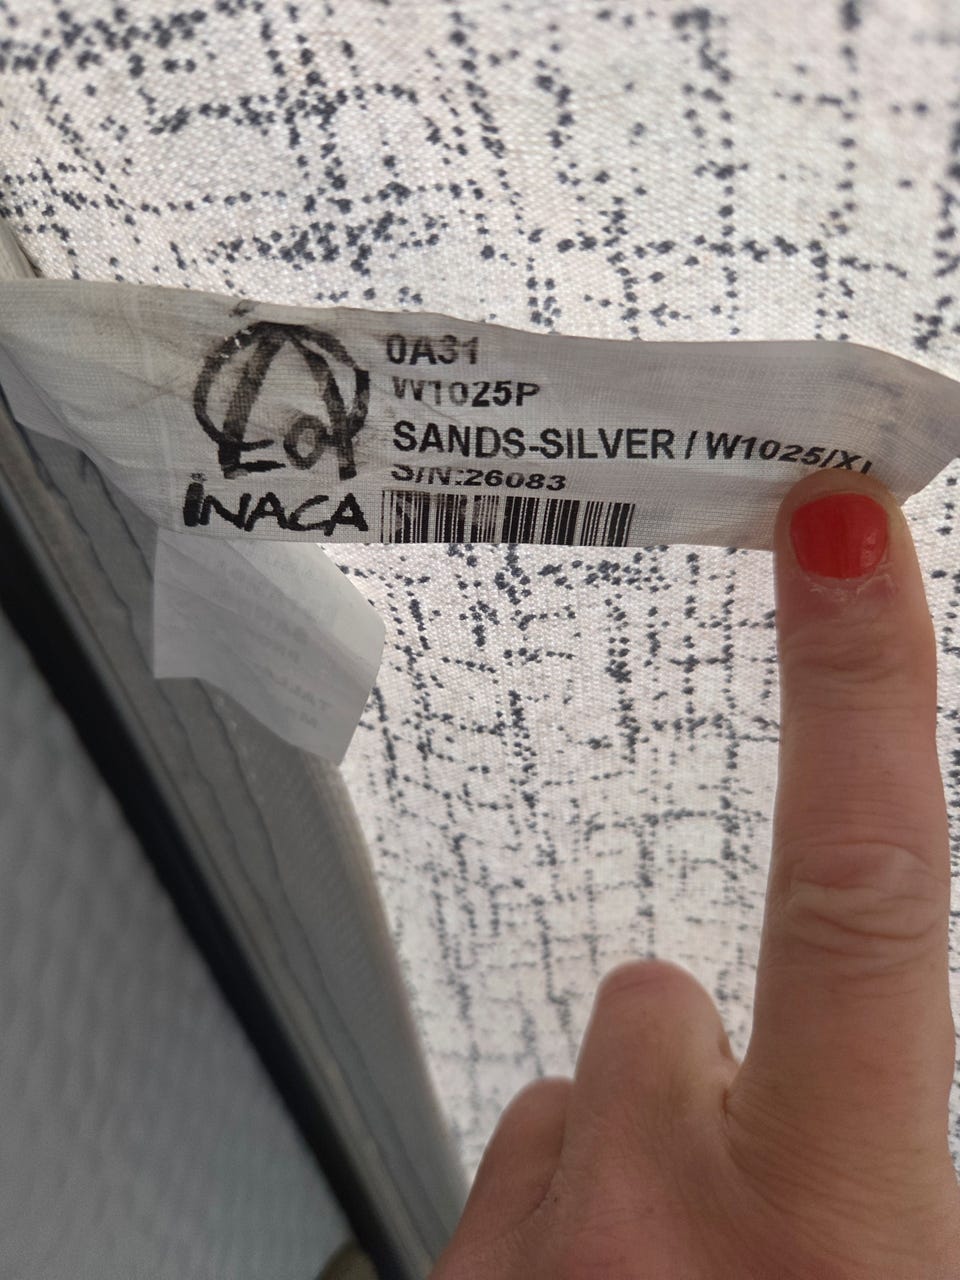 INACA
0A31
W1025P
SANDS-SILVER / W1025/XL
S/N:26083